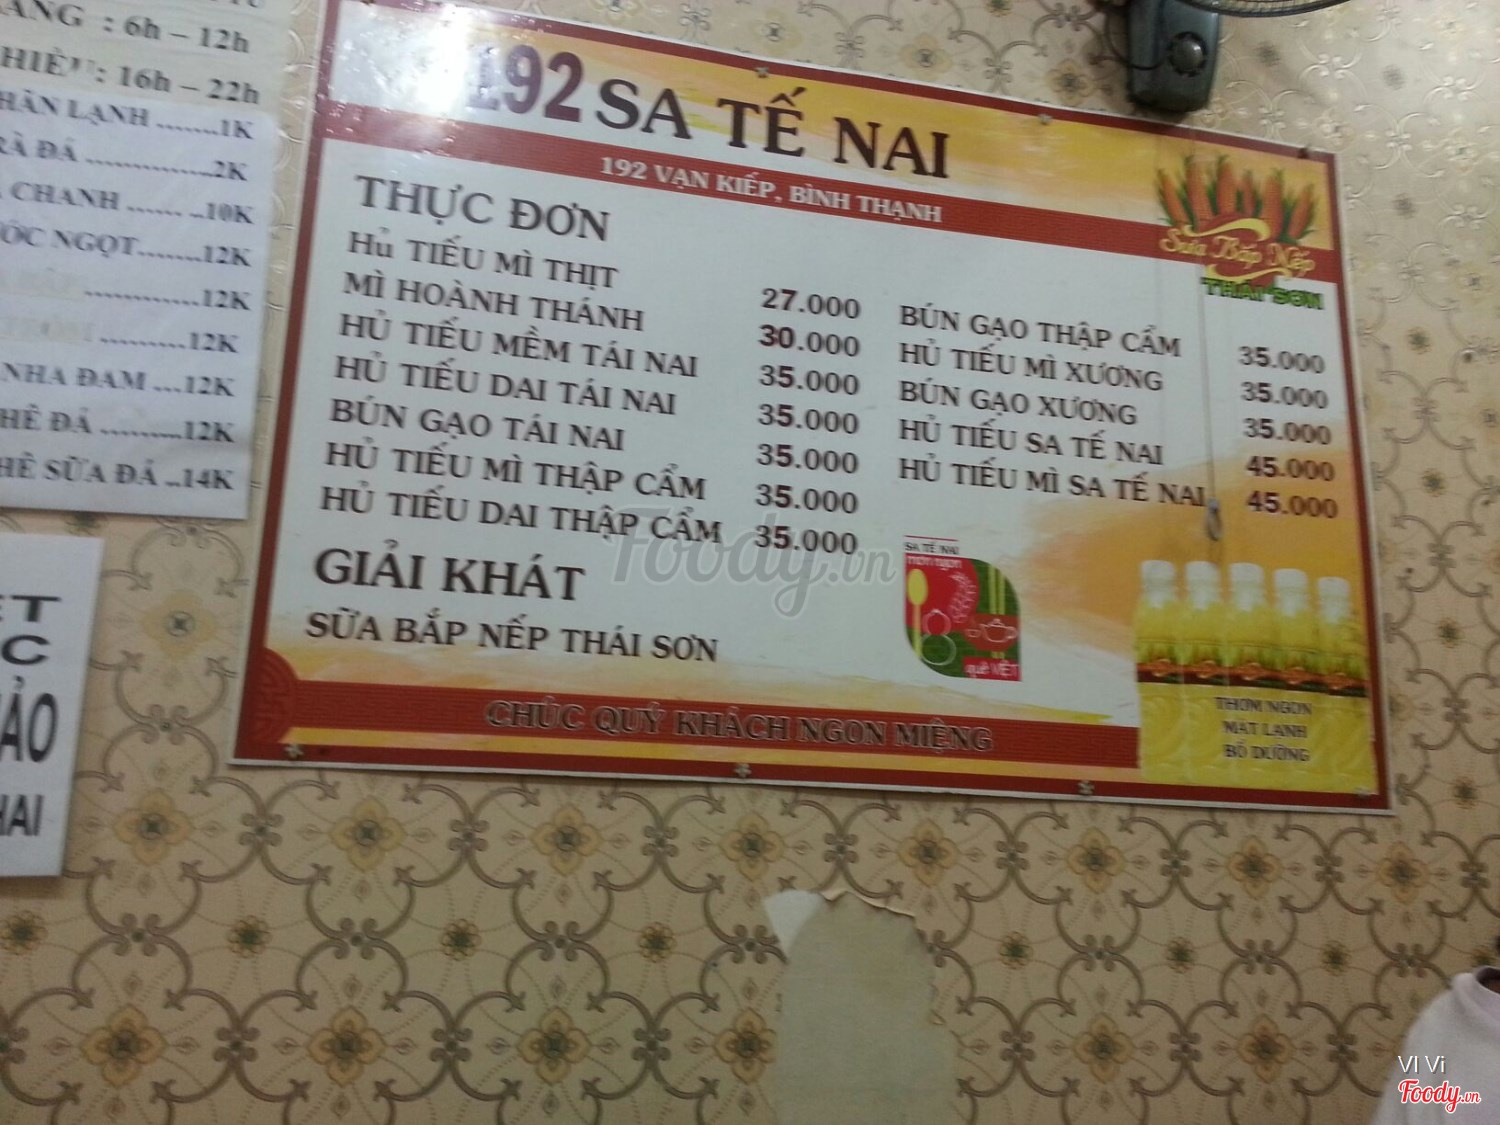 : 6h – 12h
: 16h – 22h
LẠNH .......1K
ĐÁ .............2K
CHANH ...... ..10K
NGỌT.......12K
............12K
.........12K
NHA ĐAM ...12K
ĐÁ .........12K
SỮA ĐÁ ..14K
192 SA TẾ NAI
192 VẠN KIẾP, BÌNH THẠNH
Sữa Bắp Nếp
THÁI SƠN
THỰC ĐƠN
Hủ TIẾU MÌ THỊT 27.000
MÌ HOÀNH THÁNH 30.000
HỦ TIẾU MỀM TÁI NAI 35.000
HỦ TIẾU DAI TÁI NAI 35.000
BÚN GẠO TÁI NAI 35.000
HỦ TIẾU MÌ THẬP CẨM 35.000
HỦ TIẾU DAI THẬP CẨM 35.000
BÚN GẠO THẬP CẨM 35.000
HỦ TIẾU MÌ XƯƠNG 35.000
BÚN GẠO XƯƠNG 35.000
HỦ TIẾU SA TẾ NAI 45.000
HỦ TIẾU MÌ SA TẾ NAI 45.000
GIẢI KHÁT
SỮA BẮP NẾP THÁI SƠN
SA TẾ NAI
món ngon
quê VIỆT
THƠM NGON
MÁT LẠNH
BỔ DƯỠNG
CHÚC QUÝ KHÁCH NGON MIỆNG
Foody.vn
VI Vi
Foody.vn